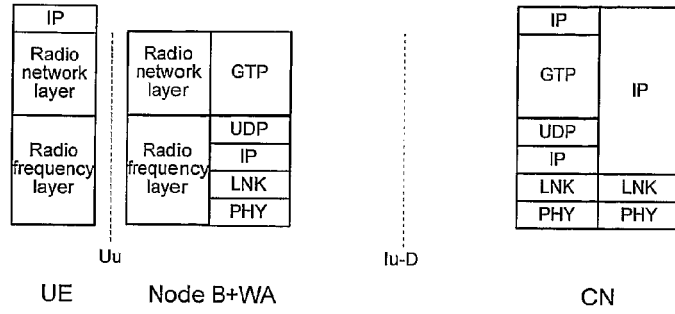 IP
Radio
network
layer
Radio
frequency
layer
Radio
network
layer
Radio
frequency
layer
GTP
UDP
IP
LNK
PHY
IP
GTP
UDP
IP
LNK
PHY
IP
LNK
PHY
Uu
Iu-D
UE
Node B+WA
CN